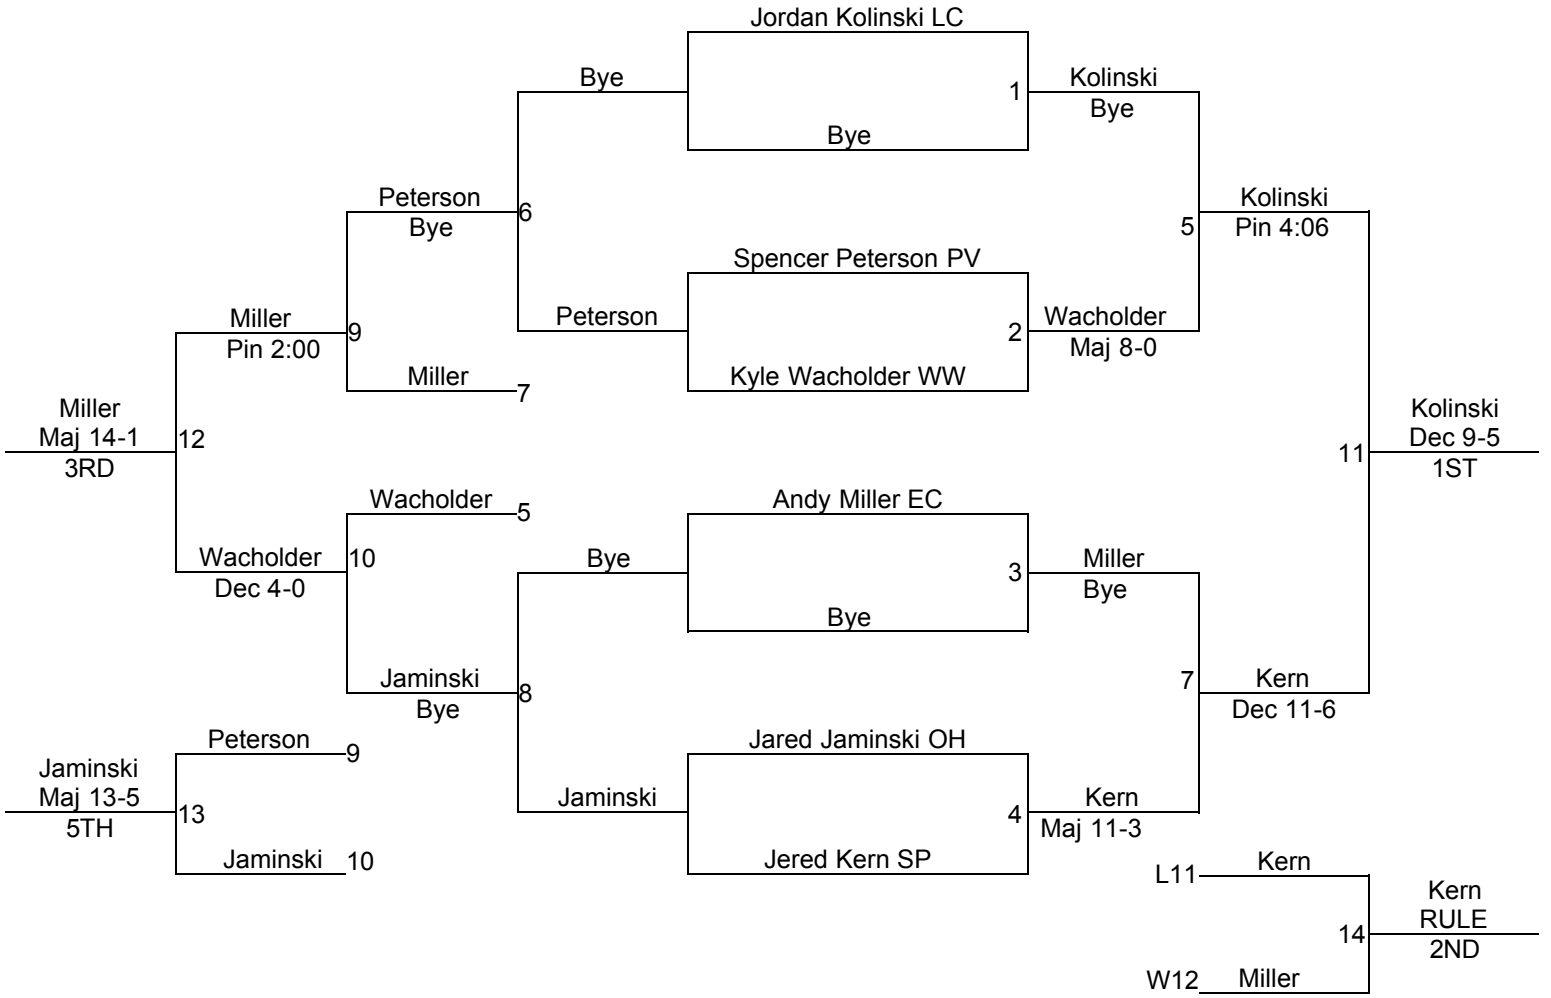 Jordan Kolinski LC
Bye
1
Kolinski
Bye
Bye
Peterson
Bye
6
Kolinski
Pin 4:06
5
Spencer Peterson PV
Peterson
2
Wacholder
Maj 8-0
Kyle Wacholder WW
Miller
Pin 2:00
9
Miller
7
Miller
Maj 14-1
3RD
12
Kolinski
Dec 9-5
1ST
11
Wacholder
5
Andy Miller EC
Wacholder
Dec 4-0
10
Bye
3
Miller
Bye
Bye
Jaminski
Bye
8
7
Kern
Dec 11-6
Peterson
9
Jared Jaminski OH
Jaminski
Maj 13-5
5TH
13
Jaminski
4
Kern
Maj 11-3
Jaminski
10
Jered Kern SP
L11
Kern
Kern
RULE
2ND
14
W12
Miller